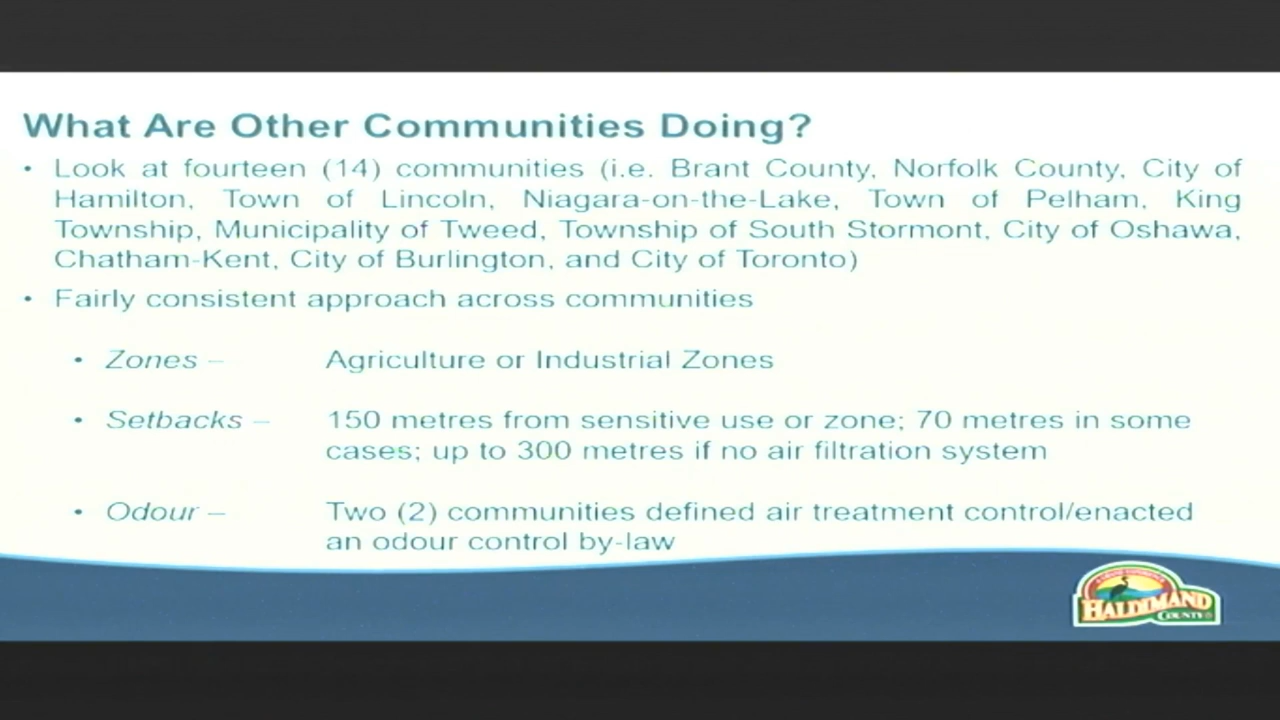 What Are Other Communities Doing?
• Look at fourteen (14) communities (i.e. Brant County, Norfolk County, City of
Hamilton, Town of Lincoln, Niagara-on-the-Lake, Town of Pelham, King
Township, Municipality of Tweed, Township of South Stormont, City of Oshawa,
Chatham-Kent, City of Burlington, and City of Toronto)
• Fairly consistent approach across communities
• Zones – Agriculture or Industrial Zones
• Setbacks – 150 metres from sensitive use or zone; 70 metres in some
cases; up to 300 metres if no air filtration system
• Odour – Two (2) communities defined air treatment control/enacted
an odour control by-law
HALDIMAND
COUNTY